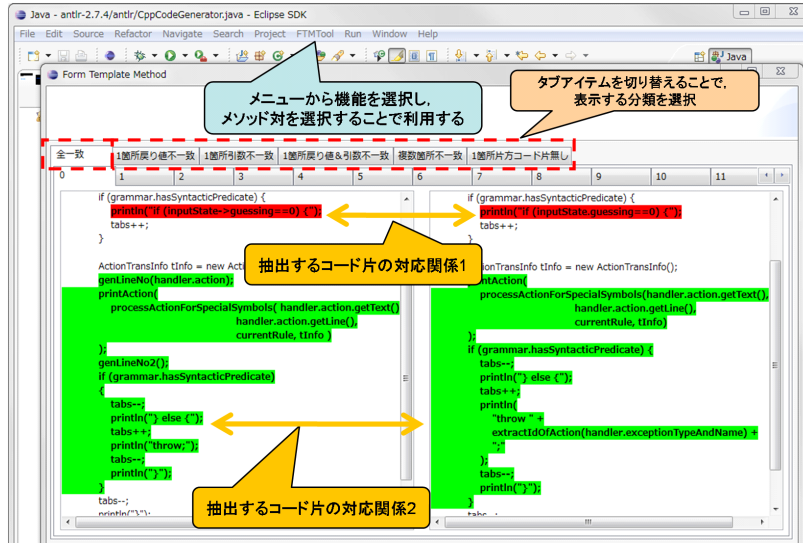 Java - antlr-2.7.4/antlr/CppCodeGenerator.java - Eclipse SDK
File Edit Source Refactor Navigate Search Project FTMTool Run Window Help
Java
Form Template Method
メニューから機能を選択し,
メソッド対を選択することで利用する
タブアイテムを切り替えることで,
表示する分類を選択
全一致 1箇所戻り値不一致 1箇所引数不一致 1箇所戻り値&引数不一致 複数箇所不一致 1箇所片方コード片無し
0 1 2 3 4 5 6 7 8 9 10 11
if (grammar.hasSyntacticPredicate) {
println("if (inputState->guessing==0) {");
tabs++;
}
ActionTransInfo tInfo = new Acti
genLineNo(handler.action);
printAction(
processActionForSpecialSymbols( handler.action.getText()
handler.action.getLine(),
currentRule, tInfo )
);
genLineNo2();
if (grammar.hasSyntacticPredicate)
{
tabs--;
println("} else {");
tabs++;
println("throw;");
tabs--;
println("}");
}
tabs--;
println("}");
if (grammar.hasSyntacticPredicate) {
println("if (inputState.guessing==0) {");
tabs++;
}
ionTransInfo tInfo = new ActionTransInfo();
ntAction(
processActionForSpecialSymbols(handler.action.getText(),
handler.action.getLine(),
currentRule, tInfo)
);
if (grammar.hasSyntacticPredicate) {
tabs--;
println("} else {");
tabs++;
println(
"throw " +
extractIdOfAction(handler.exceptionTypeAndName) +
";"
);
tabs--;
println("}");
}
tabs--;
抽出するコード片の対応関係1
抽出するコード片の対応関係2